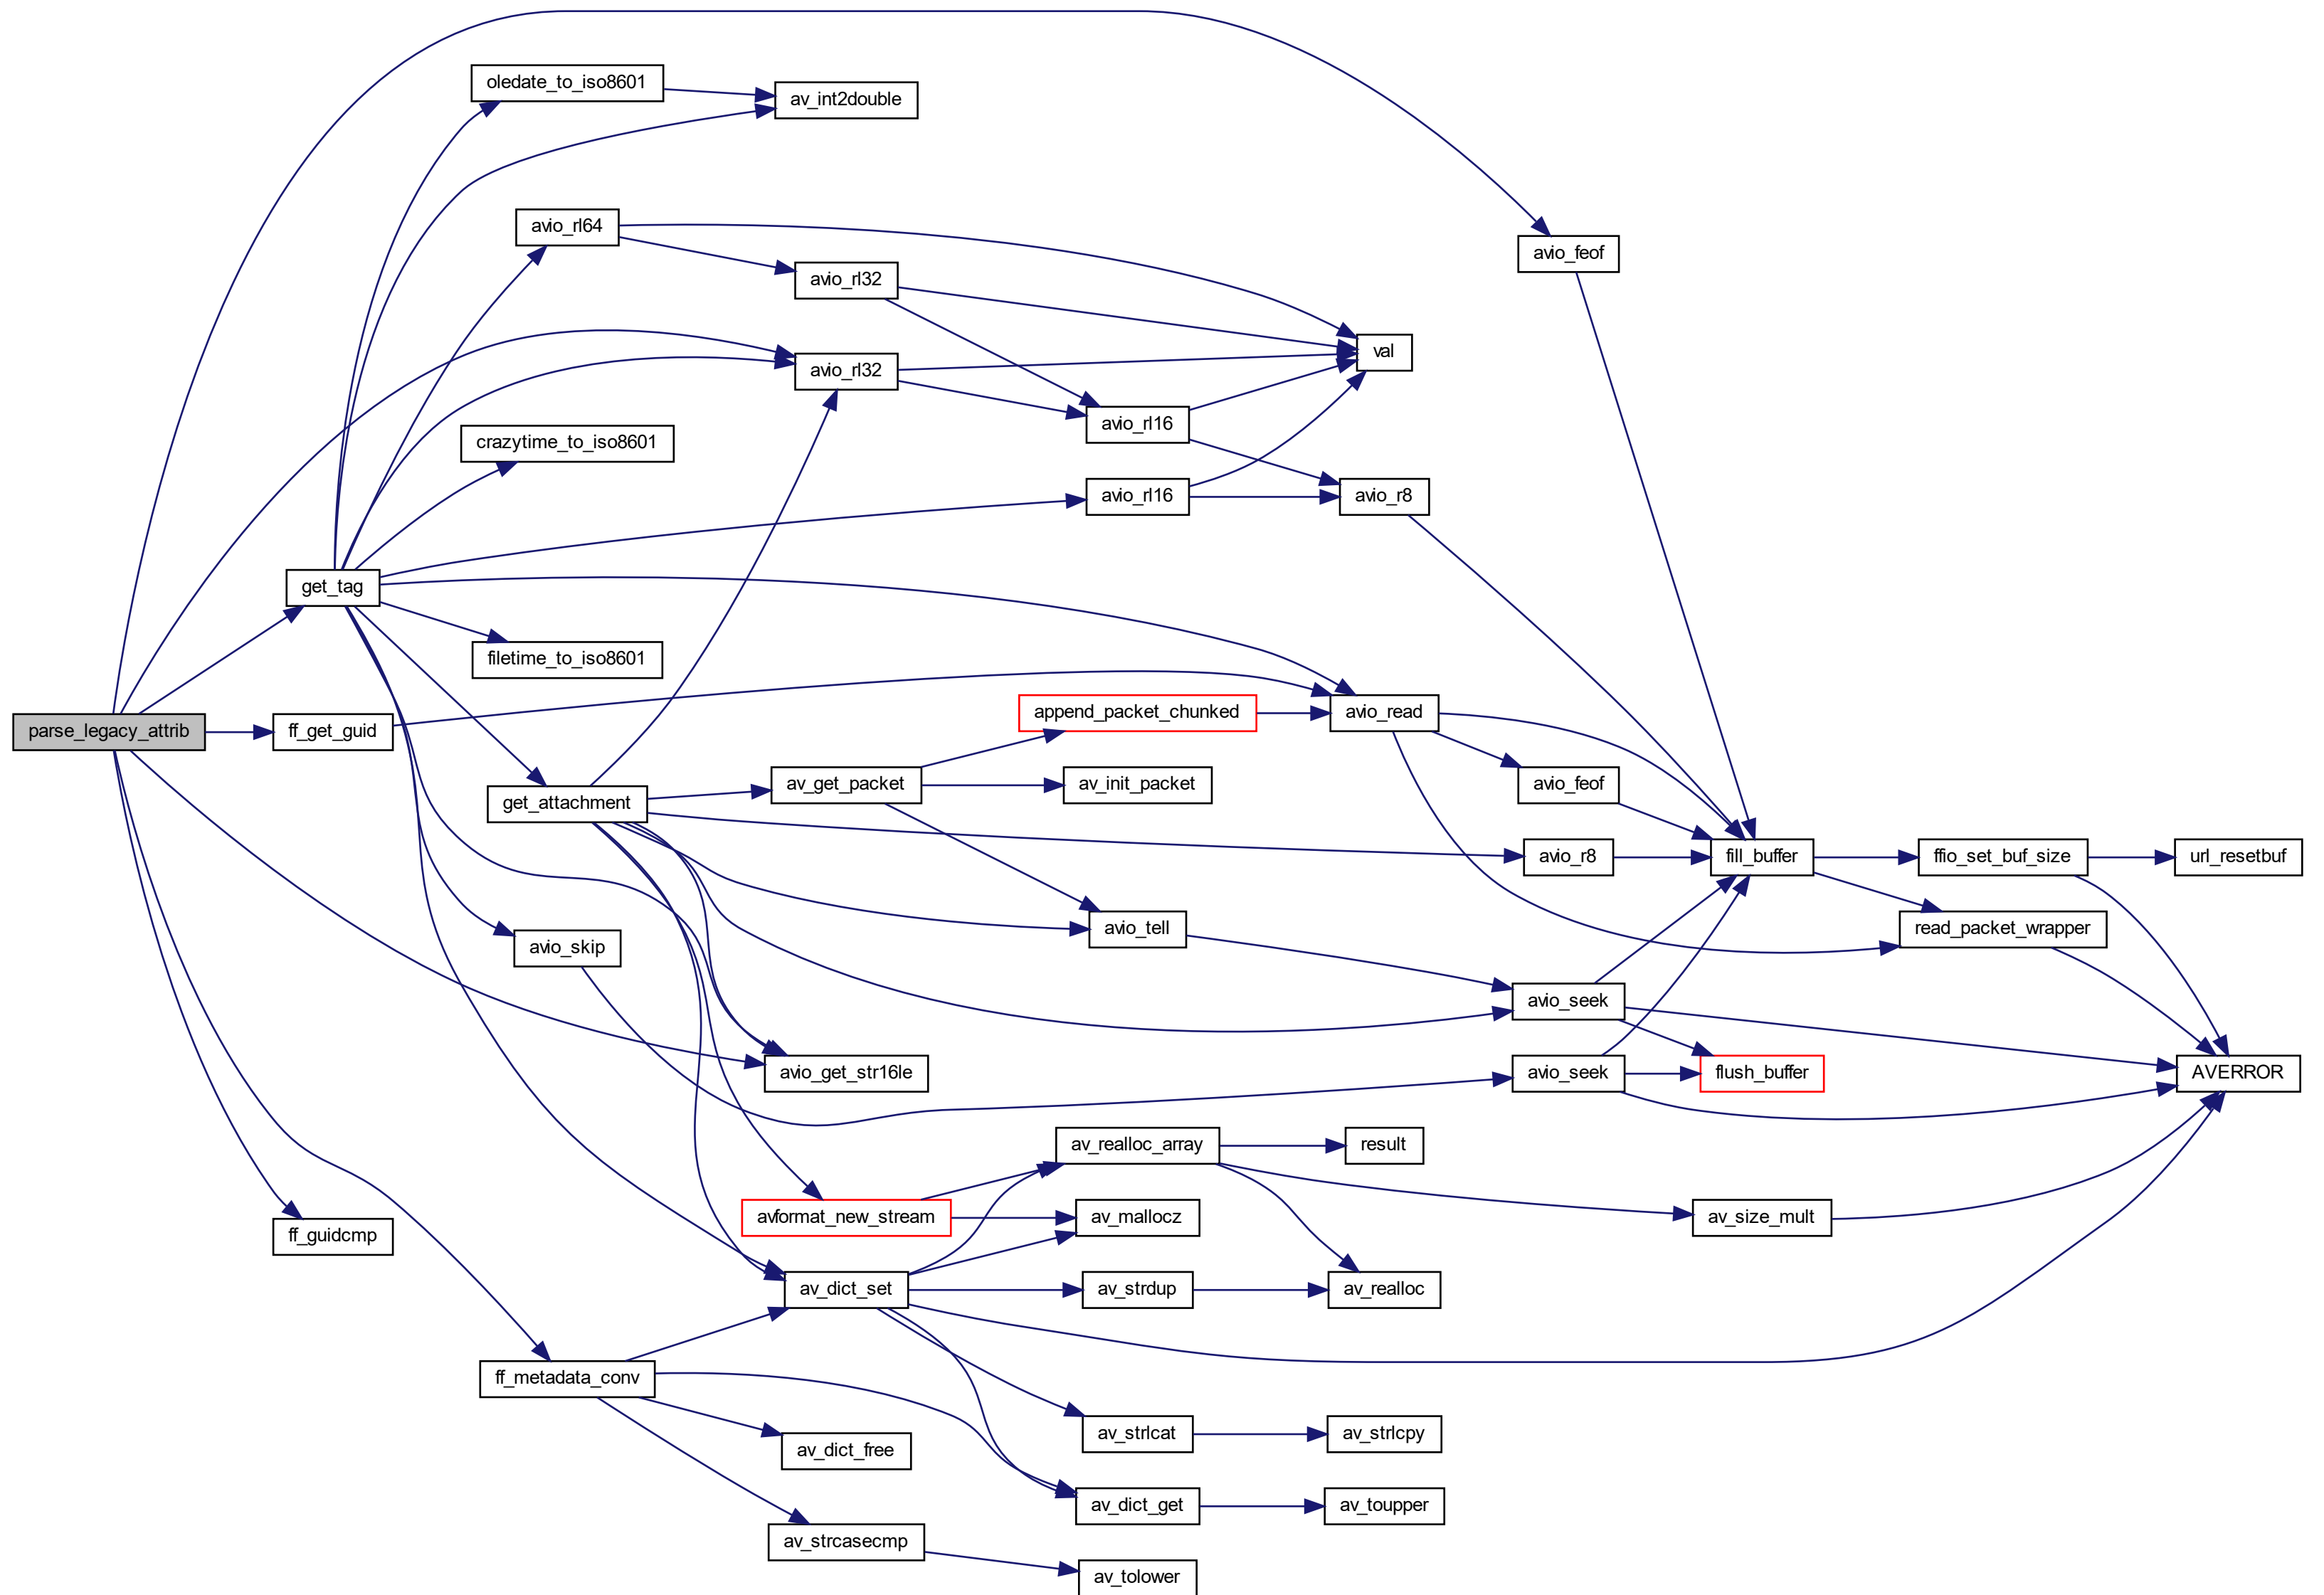 oledate_to_iso8601
av_int2double
avio_rl64
avio_feof
avio_rl32
val
avio_rl32
avio_rl16
crazytime_to_iso8601
avio_rl16
avio_r8
get_tag
filetime_to_iso8601
append_packet_chunked
avio_read
parse_legacy_attrib
ff_get_guid
av_get_packet
av_init_packet
avio_feof
get_attachment
avio_r8
fill_buffer
ffio_set_buf_size
url_resetbuf
avio_tell
read_packet_wrapper
avio_skip
avio_seek
avio_get_str16le
avio_seek
flush_buffer
AVERROR
av_realloc_array
result
ff_guidcmp
avformat_new_stream
av_mallocz
av_size_mult
av_dict_set
av_strdup
av_realloc
ff_metadata_conv
av_dict_free
av_strlcat
av_strlcpy
av_dict_get
av_toupper
av_strcasecmp
av_tolower